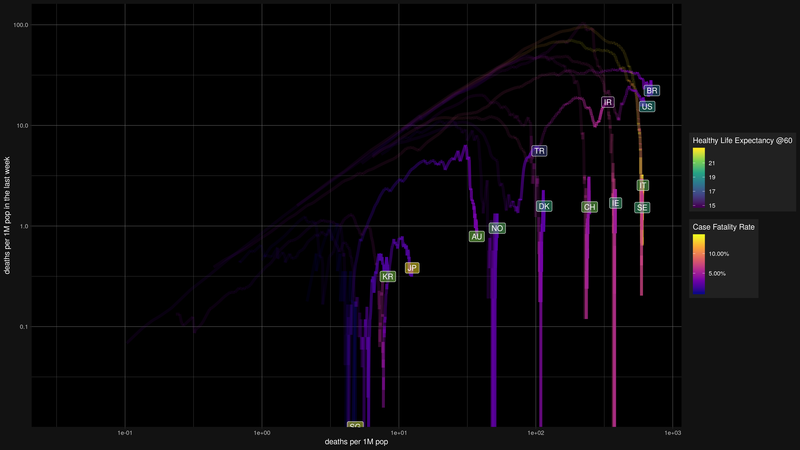 100.0
10.0
1.0
0.1
deaths per 1M pop in the last week
BR
US
IR
TR
IT
DK
CH
IE
SE
NO
AU
JP
KR
SG
1e-01
1e+00
1e+01
1e+02
1e+03
deaths per 1M pop
Healthy Life Expectancy @60
21
19
17
15
Case Fatality Rate
10.00%
5.00%